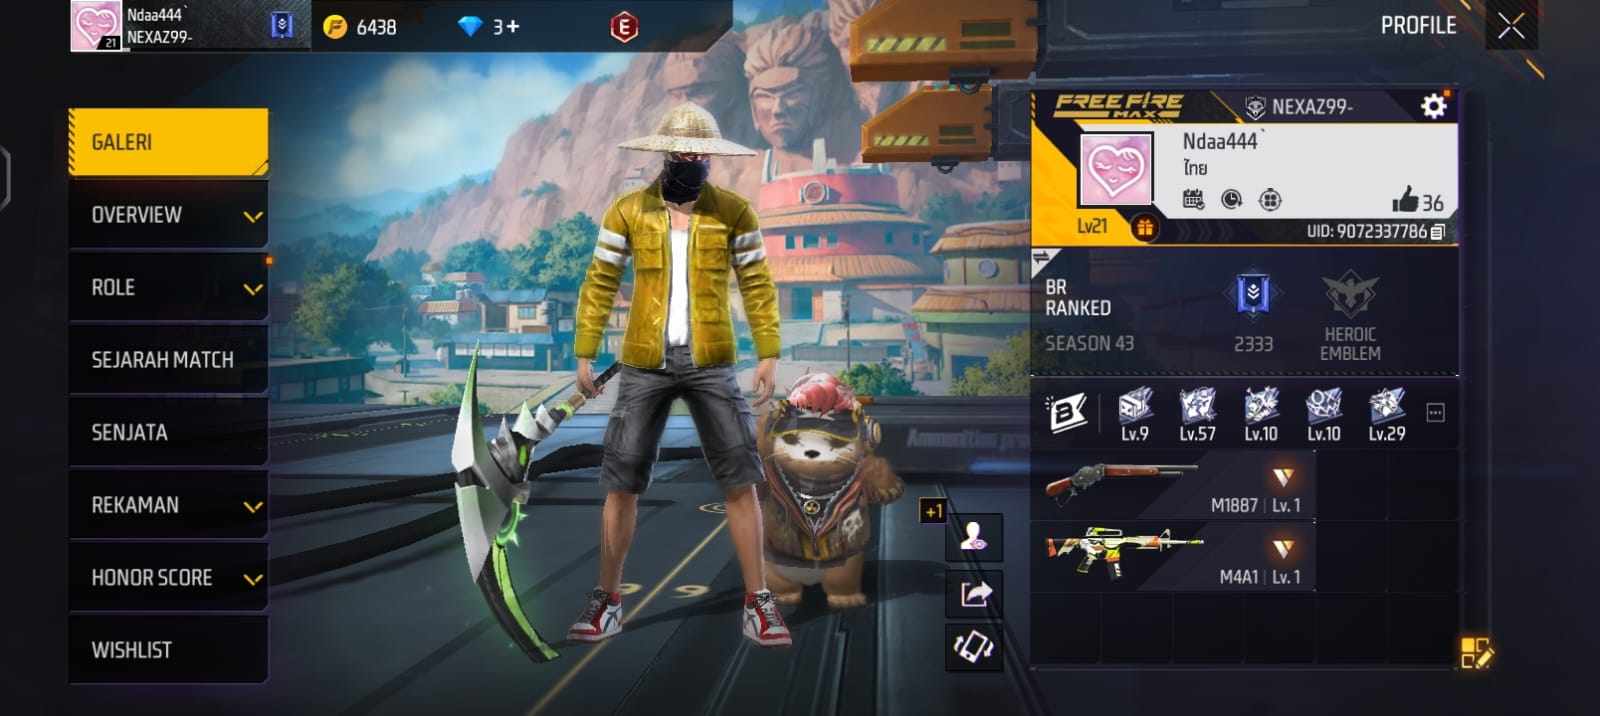 Ndaa444`
NEXAZ99-
21
6438
3+
E
PROFILE
GALERI
OVERVIEW
ROLE
SEJARAH MATCH
SENJATA
REKAMAN
HONOR SCORE
WISHLIST
Ammunition
99
+1
FREE FIRE
MAX
NEXAZ99-
Ndaa444`
ไทย
36
Lv21
UID: 9072337786
BR
RANKED
SEASON 43
2333
HEROIC
EMBLEM
B
Lv.9
Lv.57
Lv.10
Lv.10
Lv.29
M1887 Lv.1
M4A1 Lv.1